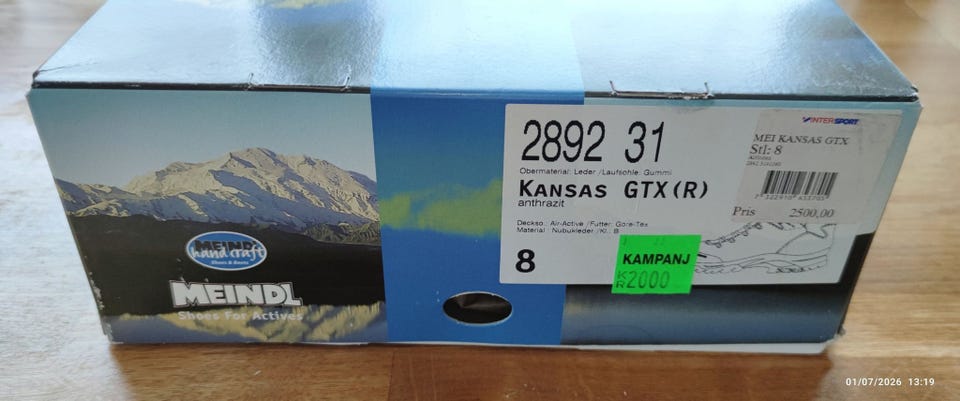 MEINDL
hand craft
Shoes & Boots
MEINDL
Shoes For Actives
2892 31
Obermaterial: Leder /Laufsohle: Gummi
KANSAS GTX(R)
anthrazit
Deckso.: Air-Active /Futter: Gore-Tex
Material : Nubukleder /Kl.: B
8
INTERSPORT
MEI KANSAS GTX
Stl: 8
Pris 2500,00
KAMPANJ
KR 2000
01/07/2026 13:19